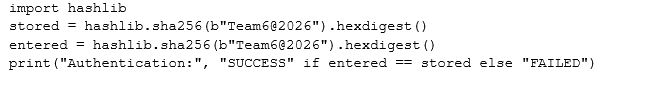 import hashlib
stored = hashlib.sha256(b"Team6@2026").hexdigest()
entered = hashlib.sha256(b"Team6@2026").hexdigest()
print("Authentication:", "SUCCESS" if entered == stored else "FAILED")